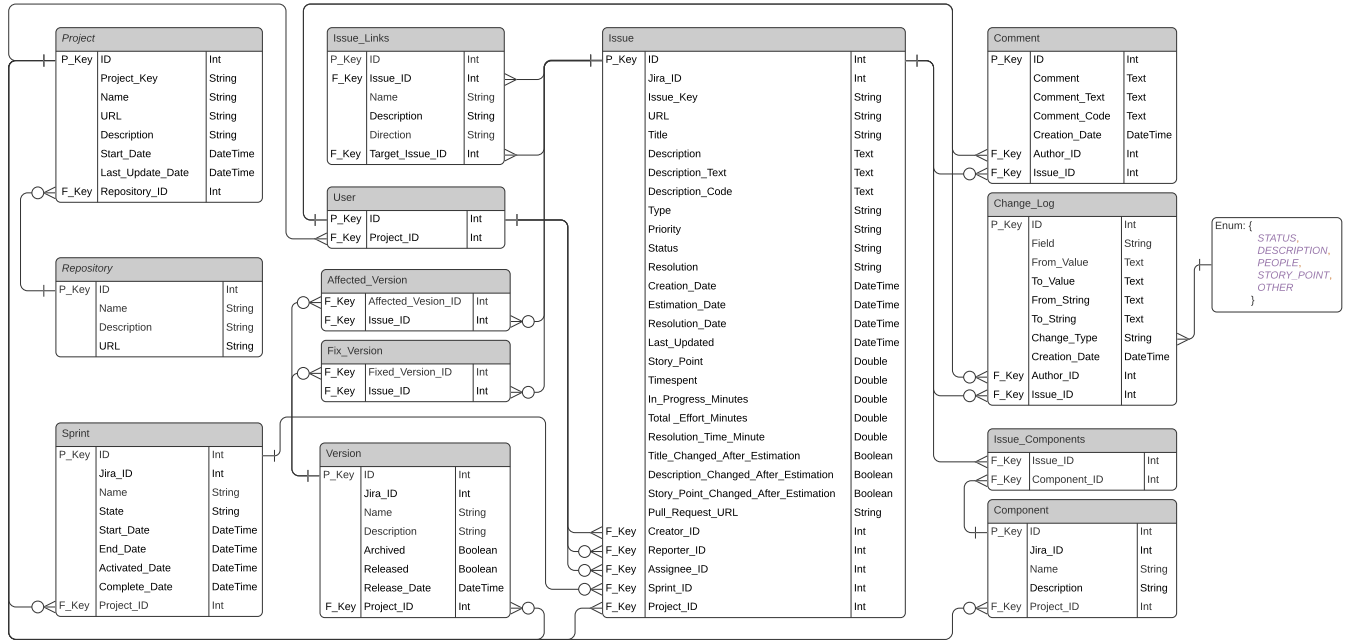 Project
P_Key ID Int
Project_Key String
Name String
URL String
Description String
Start_Date DateTime
Last_Update_Date DateTime
F_Key Repository_ID Int
Repository
P_Key ID Int
Name String
Description String
URL String
Sprint
P_Key ID Int
Jira_ID Int
Name String
State String
Start_Date DateTime
End_Date DateTime
Activated_Date DateTime
Complete_Date DateTime
F_Key Project_ID Int
Issue_Links
P_Key ID Int
F_Key Issue_ID Int
Name String
Description String
Direction String
F_Key Target_Issue_ID Int
User
P_Key ID Int
F_Key Project_ID Int
Affected_Version
F_Key Affected_Vesion_ID Int
F_Key Issue_ID Int
Fix_Version
F_Key Fixed_Version_ID Int
F_Key Issue_ID Int
Version
P_Key ID Int
Jira_ID Int
Name String
Description String
Archived Boolean
Released Boolean
Release_Date DateTime
F_Key Project_ID Int
Issue
P_Key ID Int
Jira_ID Int
Issue_Key String
URL String
Title String
Description Text
Description_Text Text
Description_Code Text
Type String
Priority String
Status String
Resolution String
Creation_Date DateTime
Estimation_Date DateTime
Resolution_Date DateTime
Last_Updated DateTime
Story_Point Double
Timespent Double
In_Progress_Minutes Double
Total _Effort_Minutes Double
Resolution_Time_Minute Double
Title_Changed_After_Estimation Boolean
Description_Changed_After_Estimation Boolean
Story_Point_Changed_After_Estimation Boolean
Pull_Request_URL String
F_Key Creator_ID Int
F_Key Reporter_ID Int
F_Key Assignee_ID Int
F_Key Sprint_ID Int
F_Key Project_ID Int
Comment
P_Key ID Int
Comment Text
Comment_Text Text
Comment_Code Text
Creation_Date DateTime
F_Key Author_ID Int
F_Key Issue_ID Int
Change_Log
P_Key ID Int
Field String
From_Value Text
To_Value Text
From_String Text
To_String Text
Change_Type String
Creation_Date DateTime
F_Key Author_ID Int
F_Key Issue_ID Int
Issue_Components
F_Key Issue_ID Int
F_Key Component_ID Int
Component
P_Key ID Int
Jira_ID Int
Name String
Description String
F_Key Project_ID Int
Enum: {
STATUS,
DESCRIPTION,
PEOPLE,
STORY_POINT,
OTHER
}